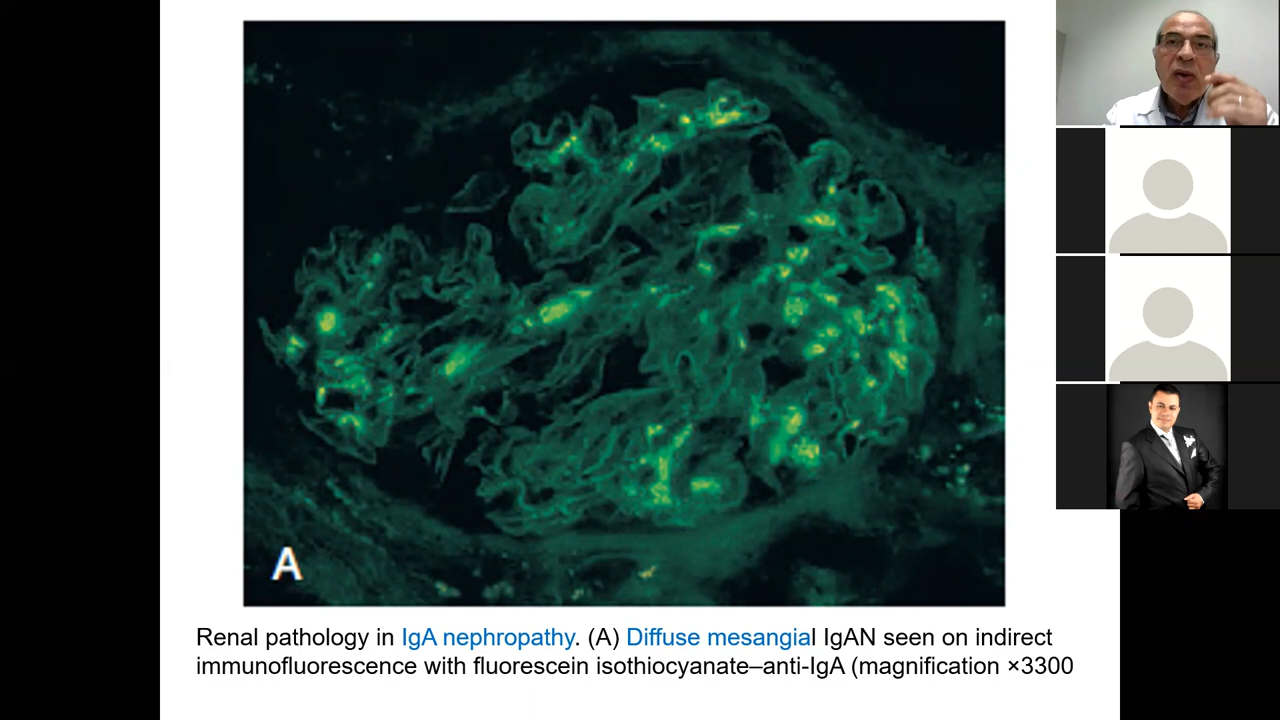 A
Renal pathology in IgA nephropathy. (A) Diffuse mesangial IgAN seen on indirect
immunofluorescence with fluorescein isothiocyanate–anti-IgA (magnification ×3300